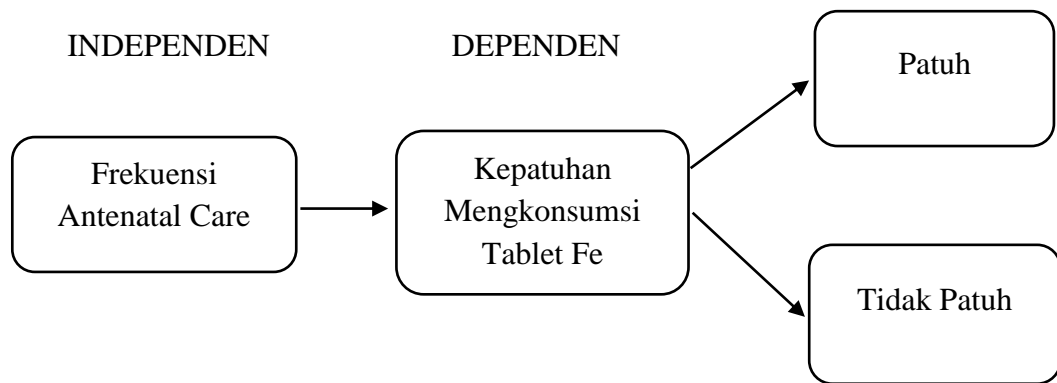 INDEPENDEN
DEPENDEN
Patuh
Frekuensi
Antenatal Care
Kepatuhan
Mengkonsumsi
Tablet Fe
Tidak Patuh